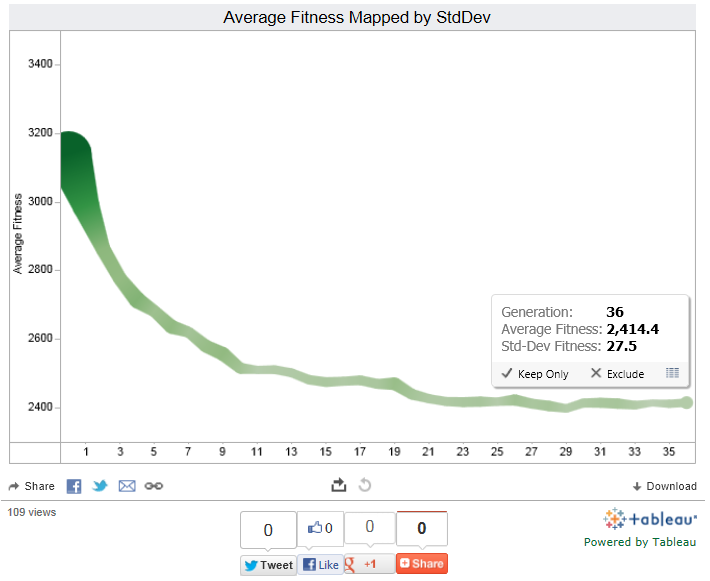 Average Fitness Mapped by StdDev
3400
3200
3000
2800
2600
2400
Average Fitness
Generation: 36
Average Fitness: 2,414.4
Std-Dev Fitness: 27.5
Keep Only Exclude
1 3 5 7 9 11 13 15 17 19 21 23 25 27 29 31 33 35
Share Download
109 views
0 0 0 0
Tweet Like +1 Share
+ableau
Powered by Tableau